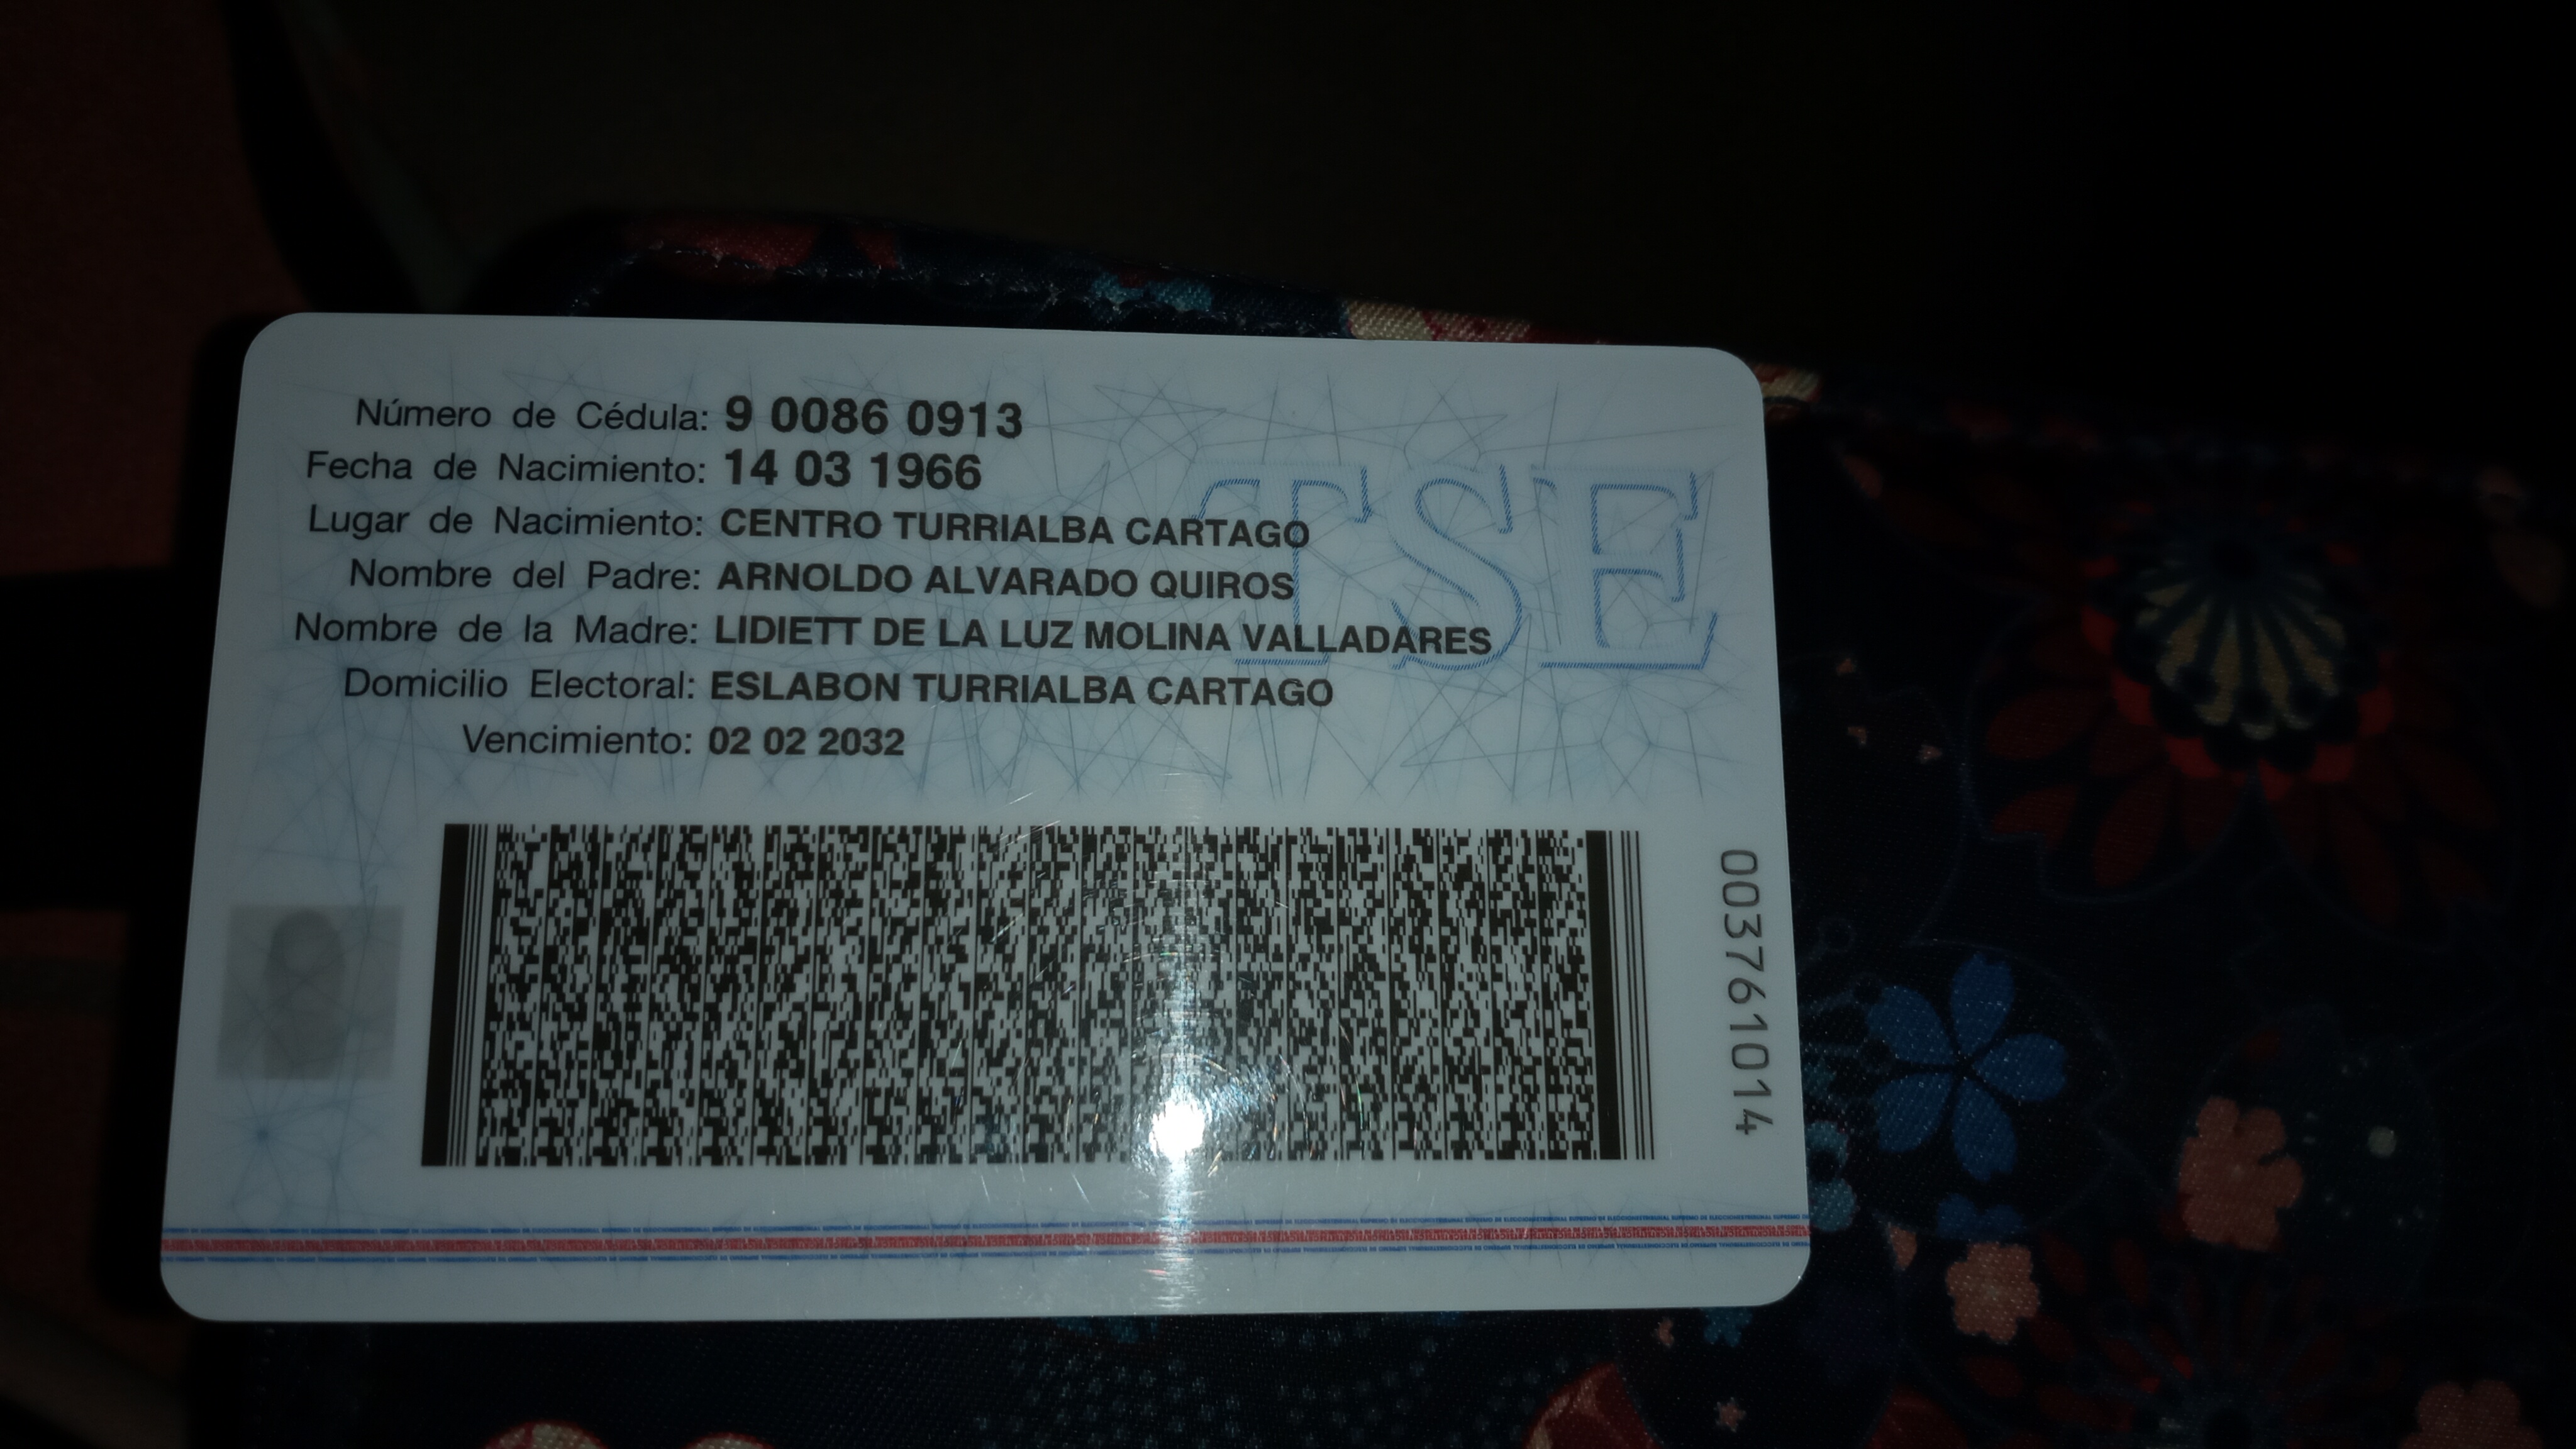 Número de Cédula: 9 0086 0913
Fecha de Nacimiento: 14 03 1966
Lugar de Nacimiento: CENTRO TURRIALBA CARTAGO
Nombre del Padre: ARNOLDO ALVARADO QUIROS
Nombre de la Madre: LIDIETT DE LA LUZ MOLINA VALLADARES
Domicilio Electoral: ESLABON TURRIALBA CARTAGO
Vencimiento: 02 02 2032
TSE
003761014